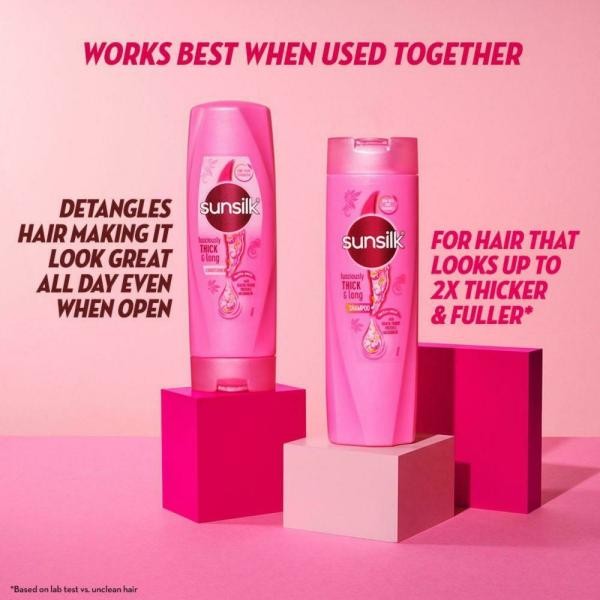 WORKS BEST WHEN USED TOGETHER
DETANGLES
HAIR MAKING IT
LOOK GREAT
ALL DAY EVEN
WHEN OPEN
sunsilk
lusciously
THICK
& long
CONDITIONER
sunsilk
lusciously
THICK
& long
SHAMPOO
FOR HAIR THAT
LOOKS UP TO
2X THICKER
& FULLER*
*Based on lab test vs. unclean hair